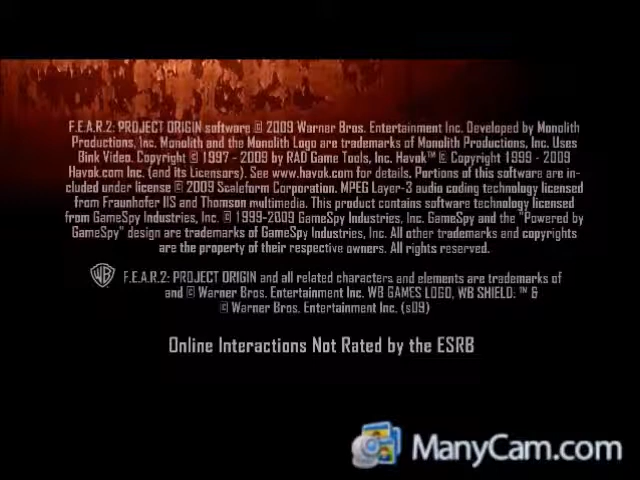 F.E.A.R.2: PROJECT ORIGIN software © 2009 Warner Bros. Entertainment Inc. Developed by Monolith
Productions, Inc. Monolith and the Monolith Logo are trademarks of Monolith Productions, Inc. Uses
Bink Video. Copyright © 1997 - 2009 by RAD Game Tools, Inc. Havok™ © Copyright 1999 - 2009
Havok.com Inc. (and its Licensors). See www.havok.com for details. Portions of this software are in-
cluded under license © 2009 Scaleform Corporation. MPEG Layer-3 audio coding technology licensed
from Fraunhofer IIS and Thomson multimedia. This product contains software technology licensed
from GameSpy Industries, Inc. © 1999-2009 GameSpy Industries, Inc. GameSpy and the "Powered by
GameSpy" design are trademarks of GameSpy Industries, Inc. All other trademarks and copyrights
are the property of their respective owners. All rights reserved.
WB F.E.A.R.2: PROJECT ORIGIN and all related characters and elements are trademarks of
and © Warner Bros. Entertainment Inc. WB GAMES LOGO, WB SHIELD: ™ &
© Warner Bros. Entertainment Inc. (s09)
Online Interactions Not Rated by the ESRB
ManyCam.com